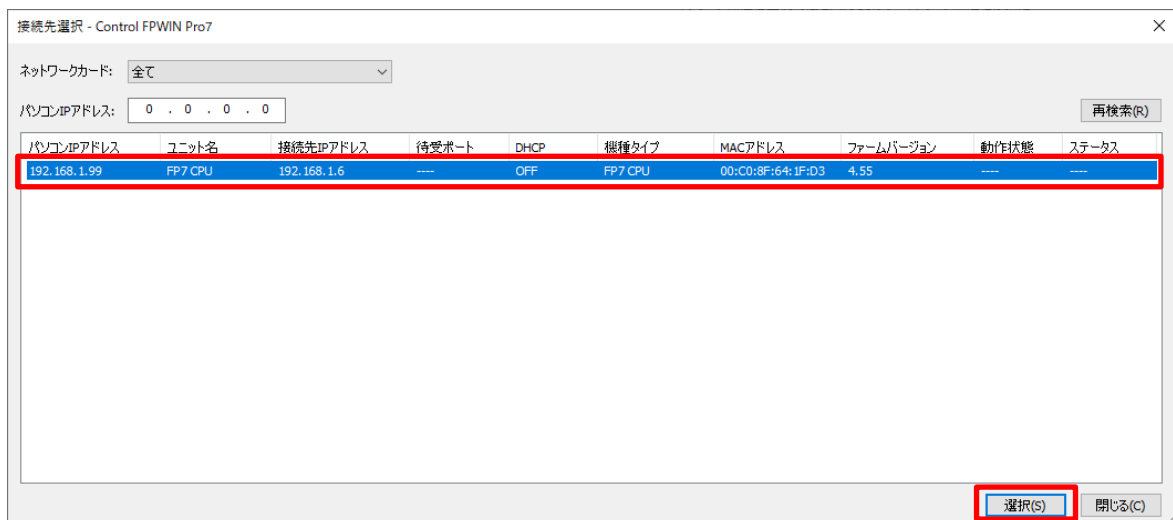 接続先選択 - Control FPWIN Pro7
ネットワークカード: 全て
パソコンIPアドレス: 0 . 0 . 0 . 0 再検索(R)
パソコンIPアドレス ユニット名 接続先IPアドレス 待受ポート DHCP 機種タイプ MACアドレス ファームバージョン 動作状態 ステータス
192.168.1.99 FP7 CPU 192.168.1.6 ---- OFF FP7 CPU 00:C0:8F:64:1F:D3 4.55 ---- ----
選択(S) 閉じる(C)